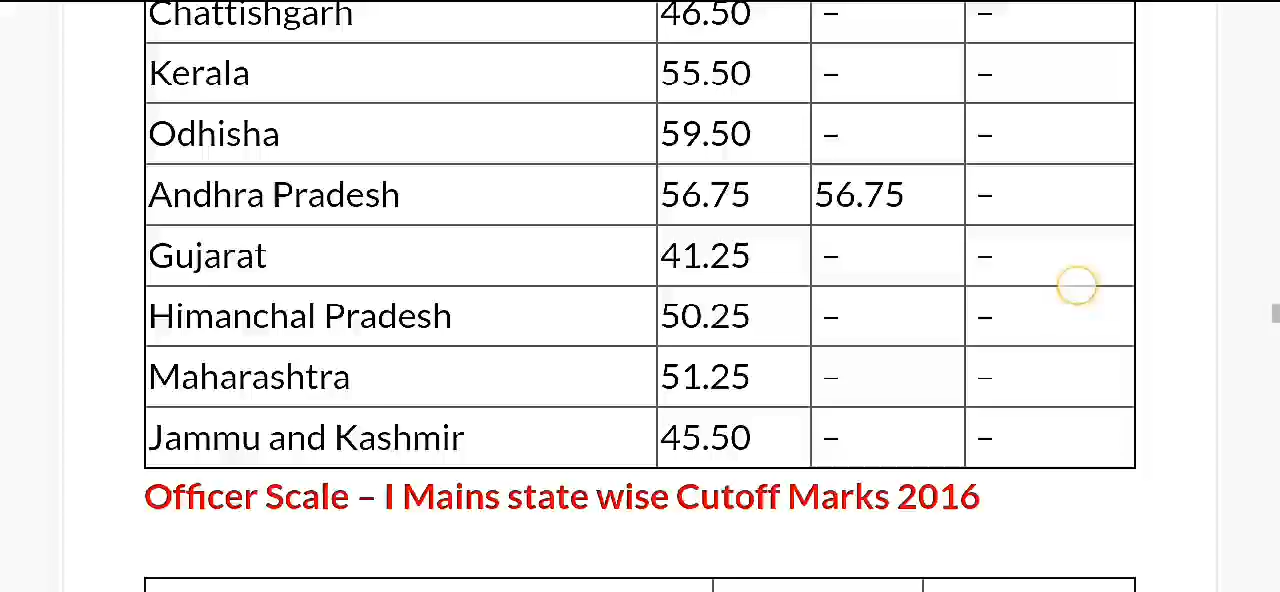 Chattishgarh 46.50 – –
Kerala 55.50 – –
Odhisha 59.50 – –
Andhra Pradesh 56.75 56.75 –
Gujarat 41.25 – –
Himanchal Pradesh 50.25 – –
Maharashtra 51.25 – –
Jammu and Kashmir 45.50 – –
Officer Scale – I Mains state wise Cutoff Marks 2016